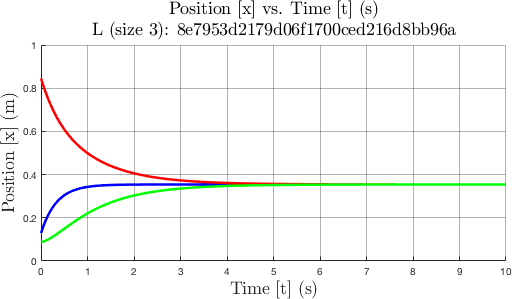 Position [x] vs. Time [t] (s)
L (size 3): 8e7953d2179d06f1700ced216d8bb96a
Position [x] (m)
1
0.8
0.6
0.4
0.2
0
0 1 2 3 4 5 6 7 8 9 10
Time [t] (s)